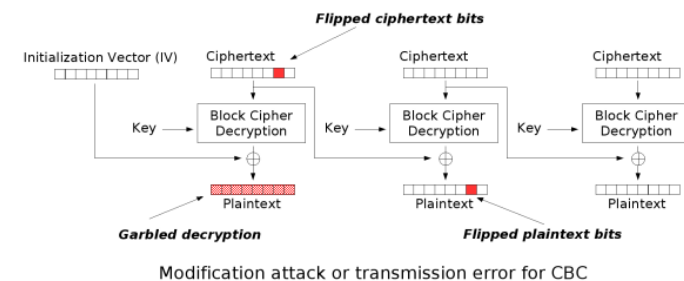 Flipped ciphertext bits
Initialization Vector (IV)
Ciphertext
Ciphertext
Ciphertext
Key
Block Cipher
Decryption
Key
Block Cipher
Decryption
Key
Block Cipher
Decryption
Plaintext
Plaintext
Plaintext
Garbled decryption
Flipped plaintext bits
Modification attack or transmission error for CBC